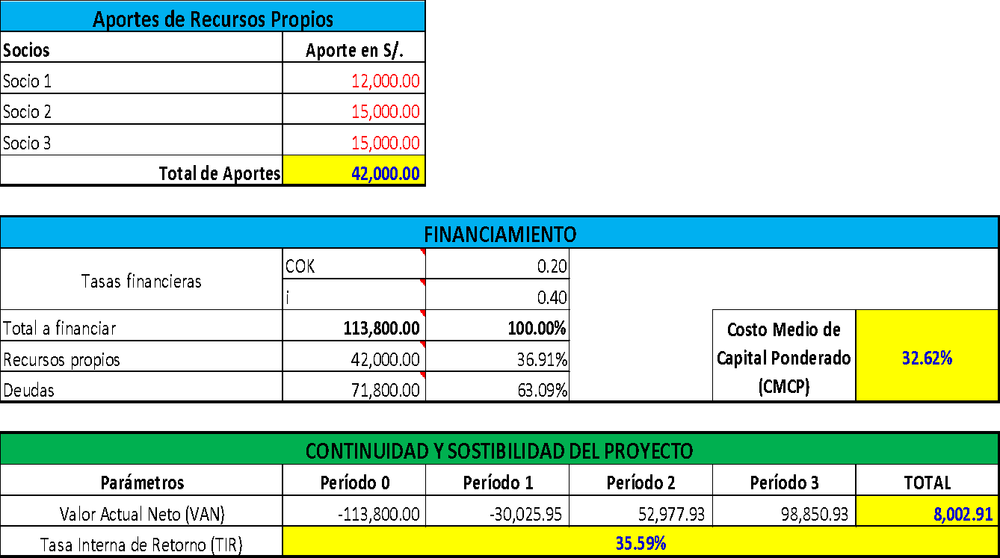 Aportes de Recursos Propios
Socios Aporte en S/.
Socio 1 12,000.00
Socio 2 15,000.00
Socio 3 15,000.00
Total de Aportes 42,000.00
FINANCIAMIENTO
Tasas financieras
COK 0.20
i 0.40
Total a financiar 113,800.00 100.00%
Recursos propios 42,000.00 36.91%
Deudas 71,800.00 63.09%
Costo Medio de
Capital Ponderado
(CMCP)
32.62%
CONTINUIDAD Y SOSTIBILIDAD DEL PROYECTO
Parámetros Período 0 Período 1 Período 2 Período 3 TOTAL
Valor Actual Neto (VAN) -113,800.00 -30,025.95 52,977.93 98,850.93 8,002.91
Tasa Interna de Retorno (TIR) 35.59%